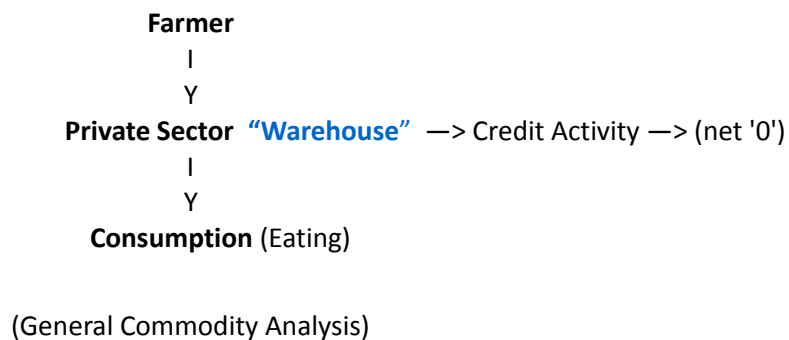 Farmer
I
Y
Private Sector “Warehouse” —> Credit Activity —> (net '0')
I
Y
Consumption (Eating)
(General Commodity Analysis)